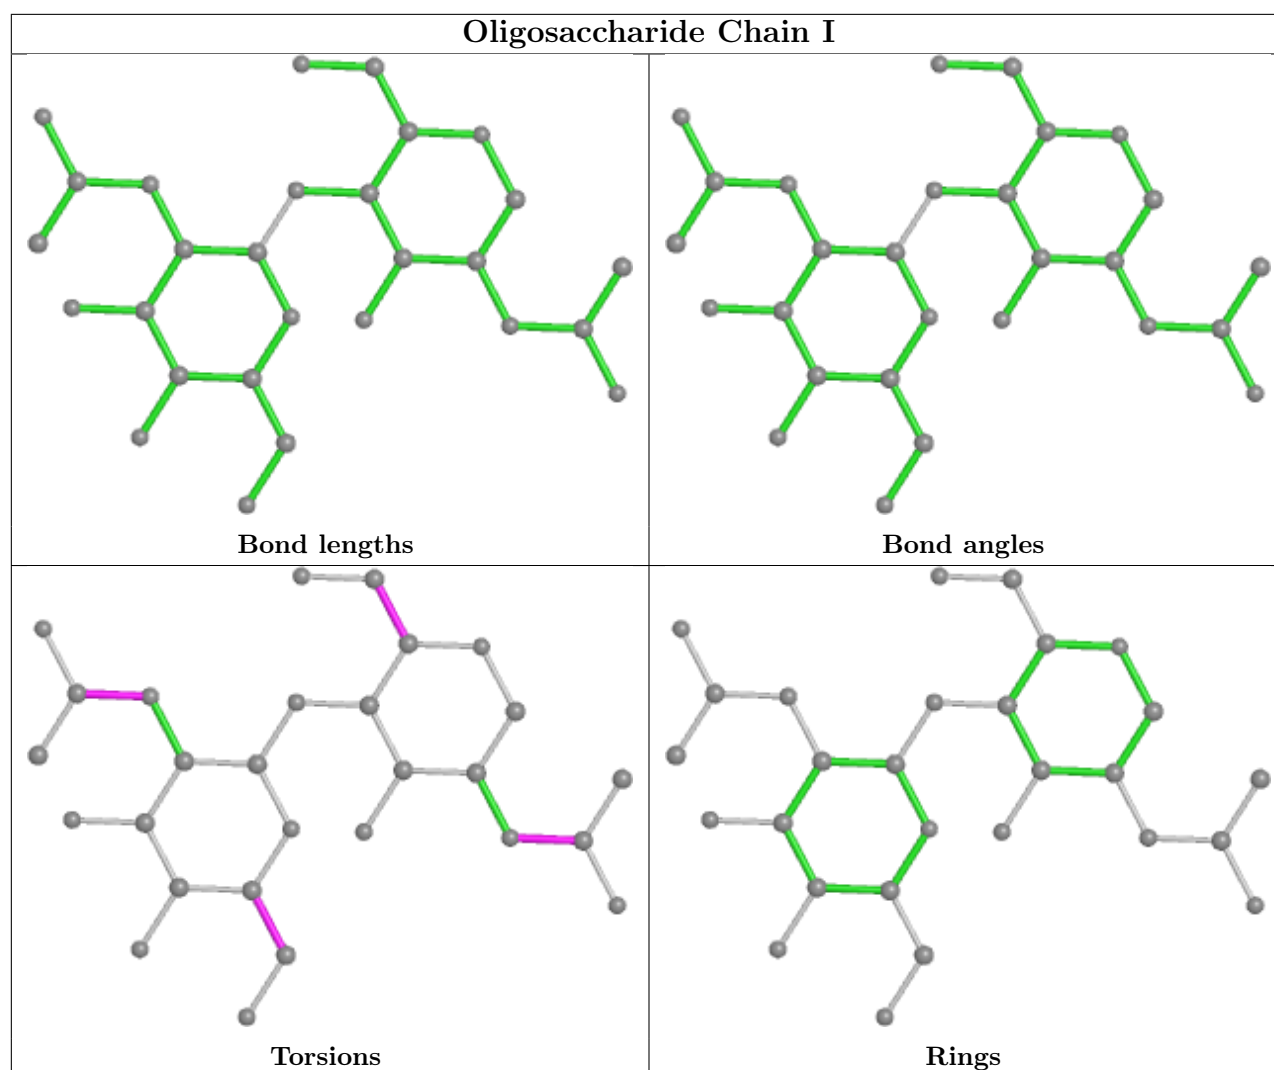 Oligosaccharide Chain I
Bond lengths
Bond angles
Torsions
Rings